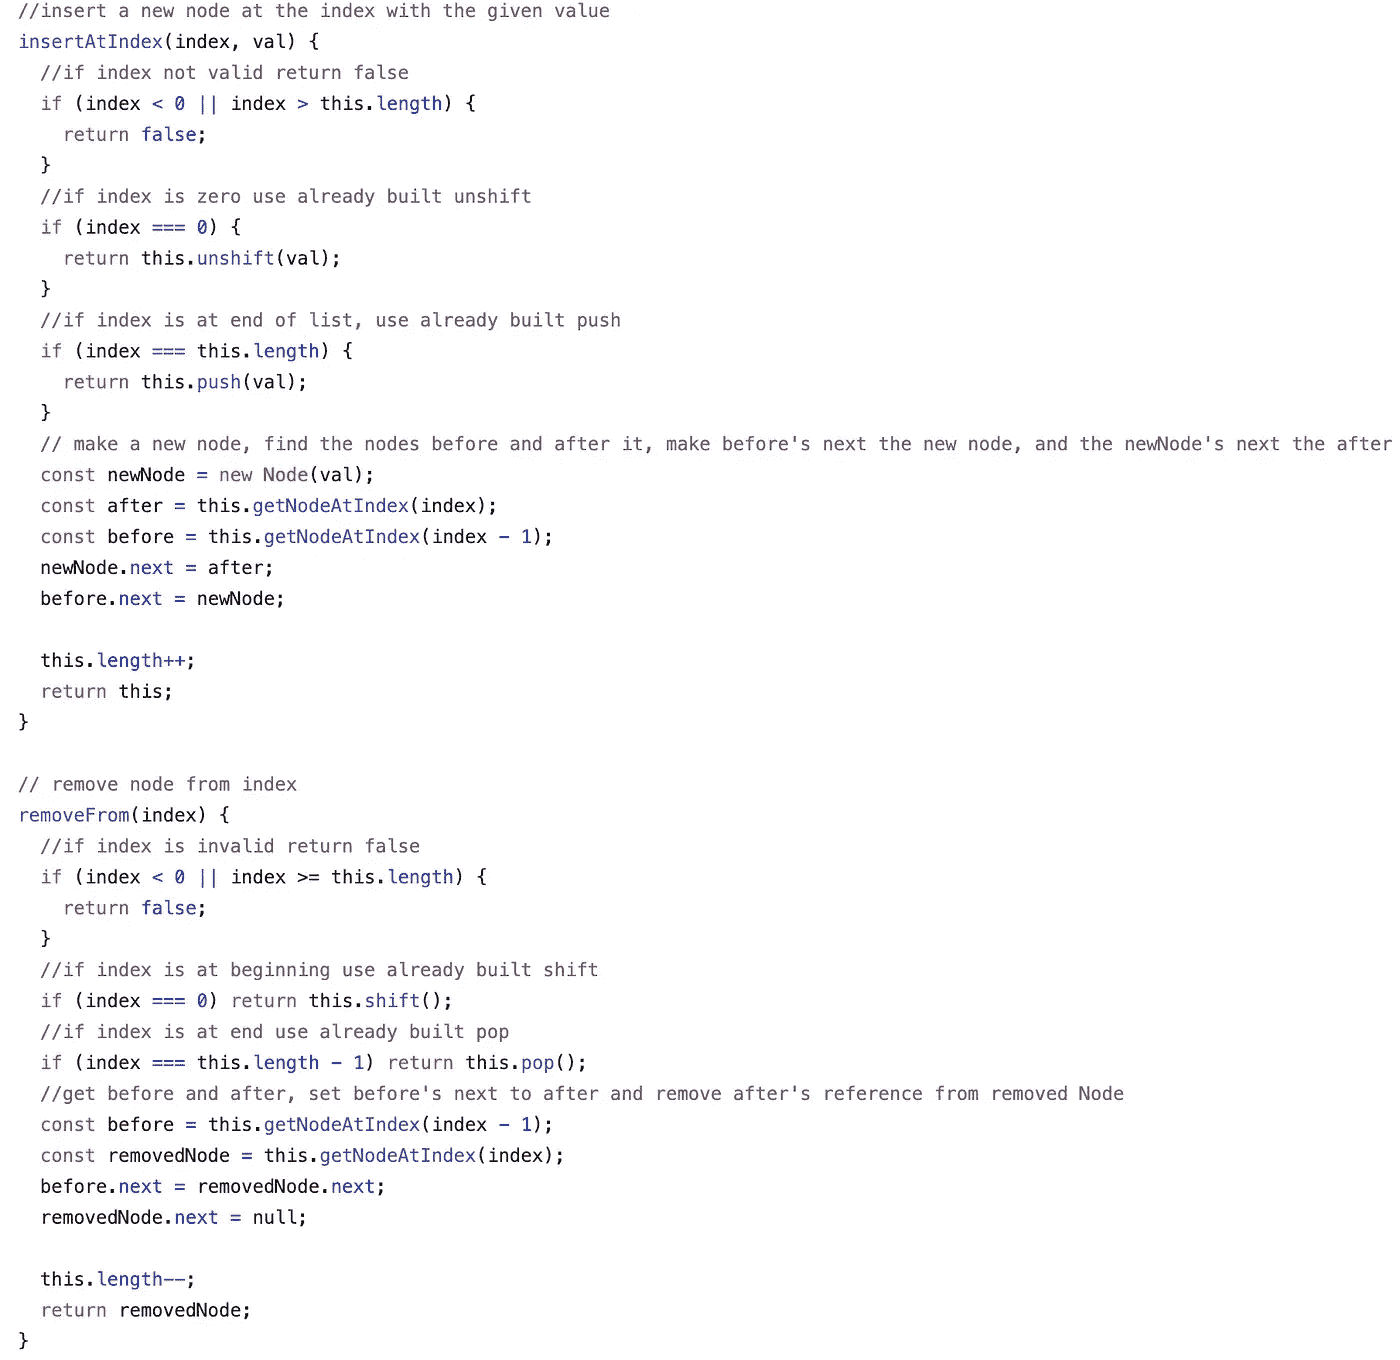 //insert a new node at the index with the given value
insertAtIndex(index, val) {
  //if index not valid return false
  if (index < 0 || index > this.length) {
    return false;
  }
  //if index is zero use already built unshift
  if (index === 0) {
    return this.unshift(val);
  }
  //if index is at end of list, use already built push
  if (index === this.length) {
    return this.push(val);
  }
  // make a new node, find the nodes before and after it, make before's next the new node, and the newNode's next the after
  const newNode = new Node(val);
  const after = this.getNodeAtIndex(index);
  const before = this.getNodeAtIndex(index - 1);
  newNode.next = after;
  before.next = newNode;

  this.length++;
  return this;
}

// remove node from index
removeFrom(index) {
  //if index is invalid return false
  if (index < 0 || index >= this.length) {
    return false;
  }
  //if index is at beginning use already built shift
  if (index === 0) return this.shift();
  //if index is at end use already built pop
  if (index === this.length - 1) return this.pop();
  //get before and after, set before's next to after and remove after's reference from removed Node
  const before = this.getNodeAtIndex(index - 1);
  const removedNode = this.getNodeAtIndex(index);
  before.next = removedNode.next;
  removedNode.next = null;

  this.length--;
  return removedNode;
}